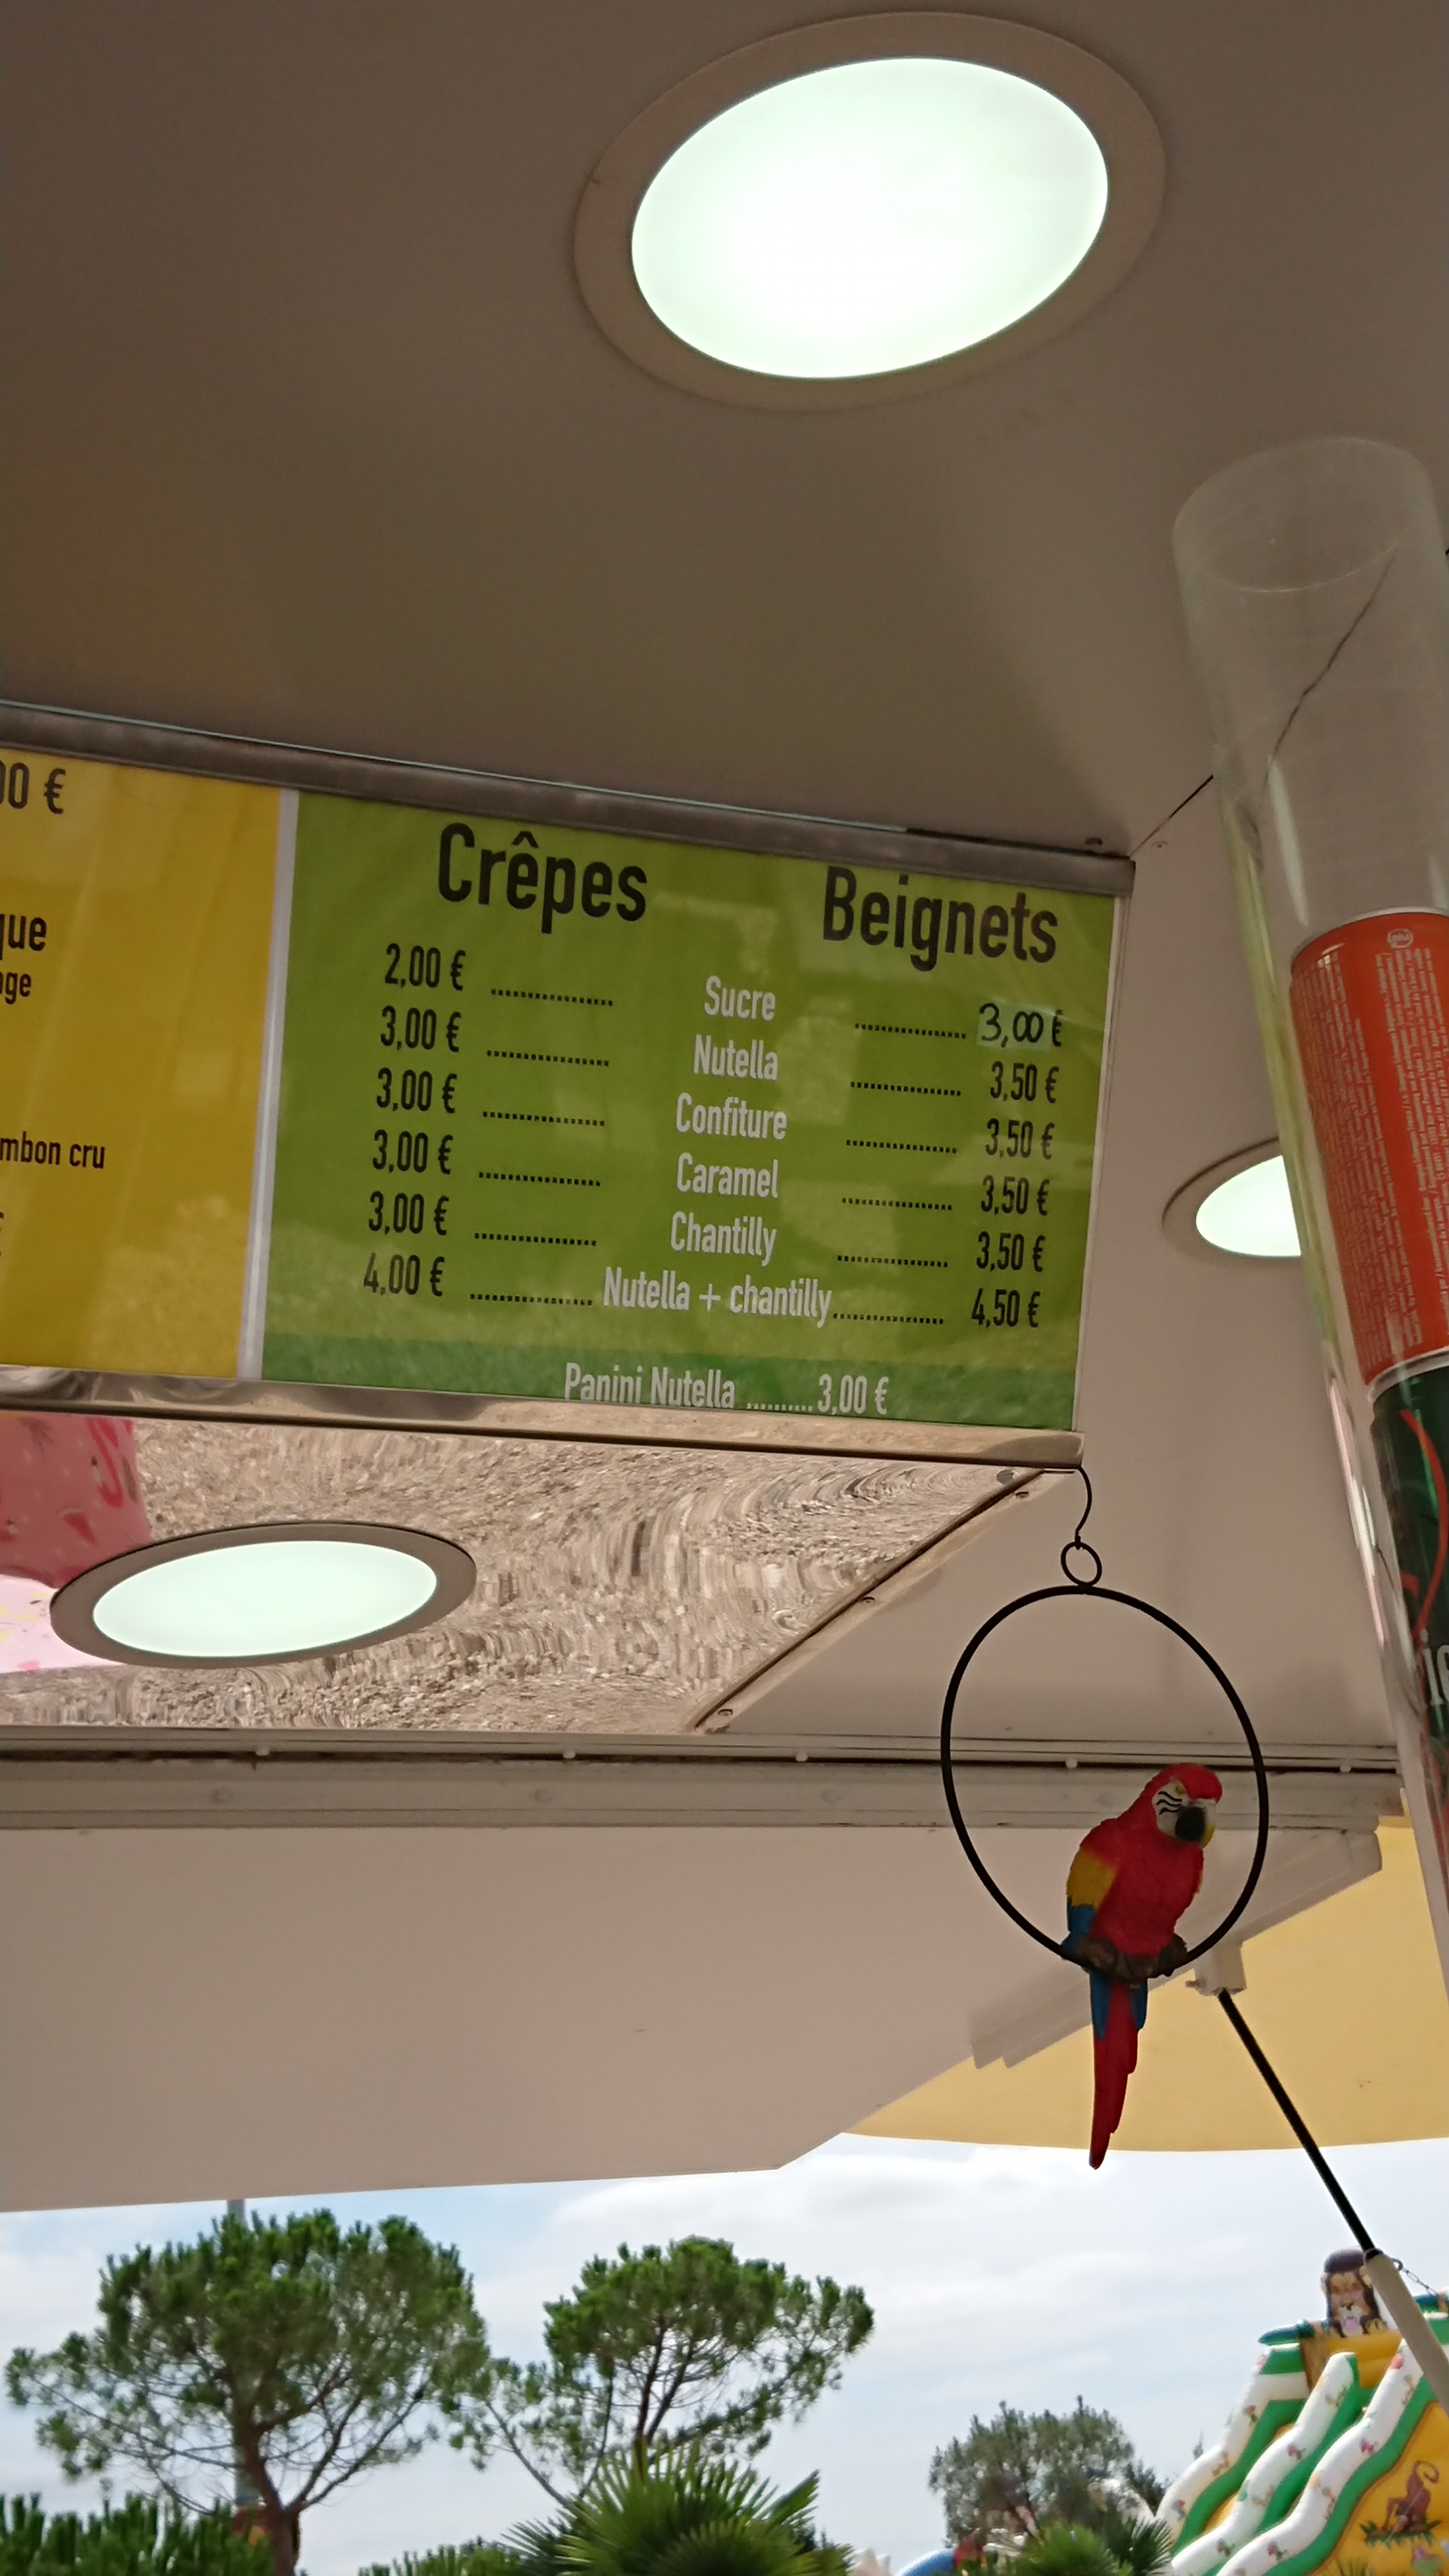 00 €
que
age
mbon cru
Crêpes Beignets
2,00 € ................ Sucre ................ 3,00 €
3,00 € ................ Nutella ................ 3,50 €
3,00 € ................ Confiture ................ 3,50 €
3,00 € ................ Caramel ................ 3,50 €
3,00 € ................ Chantilly ................ 3,50 €
4,00 € ................ Nutella + chantilly ................ 4,50 €
Panini Nutella .......... 3,00 €